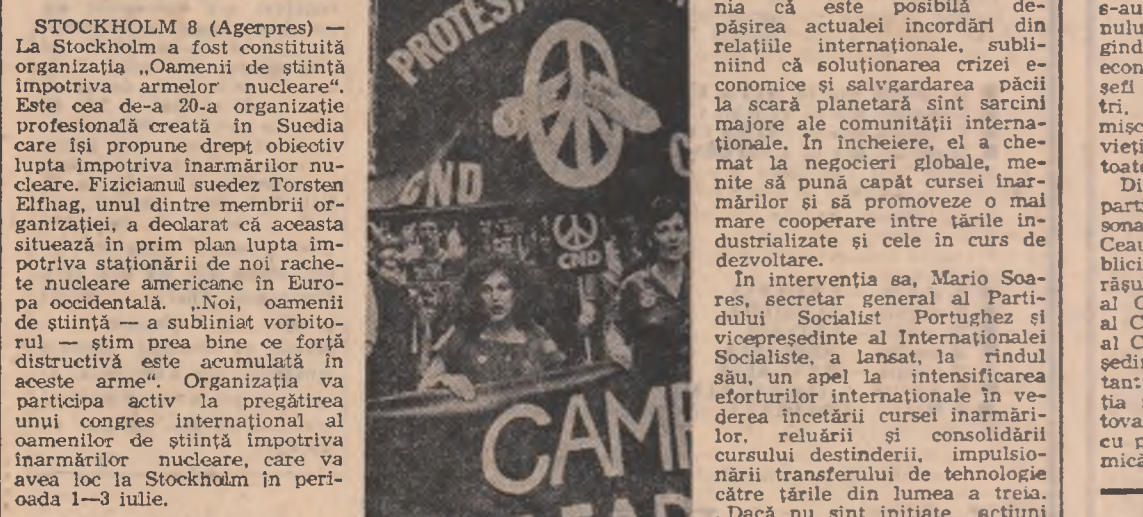 STOCKHOLM 8 (Agerpres) —
La Stockholm a fost constituită
organizația „Oamenii de știință
împotriva armelor nucleare“.
Este cea de-a 20-a organizație
profesională creată în Suedia
care își propune drept obiectiv
lupta împotriva înarmărilor nu-
cleare. Fizicianul suedez Torsten
Elfhag, unul dintre membrii or-
ganizației, a declarat că aceasta
situează în prim plan lupta îm-
potriva staționării de noi rache-
te nucleare americane în Euro-
pa occidentală. „Noi, oamenii
de știință — a subliniat vorbito-
rul — știm prea bine ce forță
distructivă este acumulată în
aceste arme“. Organizația va
participa activ la pregătirea
unui congres internațional al
oamenilor de știință împotriva
înarmărilor nucleare, care va
avea loc la Stockholm în peri-
oada 1—3 iulie.
PROTEST
CND
CND
CAMP
nia că este posibilă de-
pășirea actualei încordări din
relațiile internaționale, subli-
niind că soluționarea crizei e-
conomice și salvgardarea păcii
la scară planetară sînt sarcini
majore ale comunității interna-
ționale. În încheiere, el a che-
mat la negocieri globale, me-
nite să pună capăt cursei înar-
mărilor și să promoveze o mai
mare cooperare între țările in-
dustrializate și cele în curs de
dezvoltare.
În intervenția sa, Mario Soa-
res, secretar general al Parti-
dului Socialist Portughez și
vicepreședinte al Internaționalei
Socialiste, a lansat, la rîndul
său, un apel la intensificarea
eforturilor internaționale în ve-
derea încetării cursei înarmări-
lor, reluării și consolidării
cursului destinderii, impulsio-
nării transferului de tehnologie
către țările din lumea a treia.
Dacă nu sînt inițiate acțiuni
s-au
nulu
gînd
econ
șefi
tri,
mișc
vieți
toat
Di
part
sona
Ceau
blici
răsu
al C
al C
al C
ședi
tant
ția
tova
cu p
mică